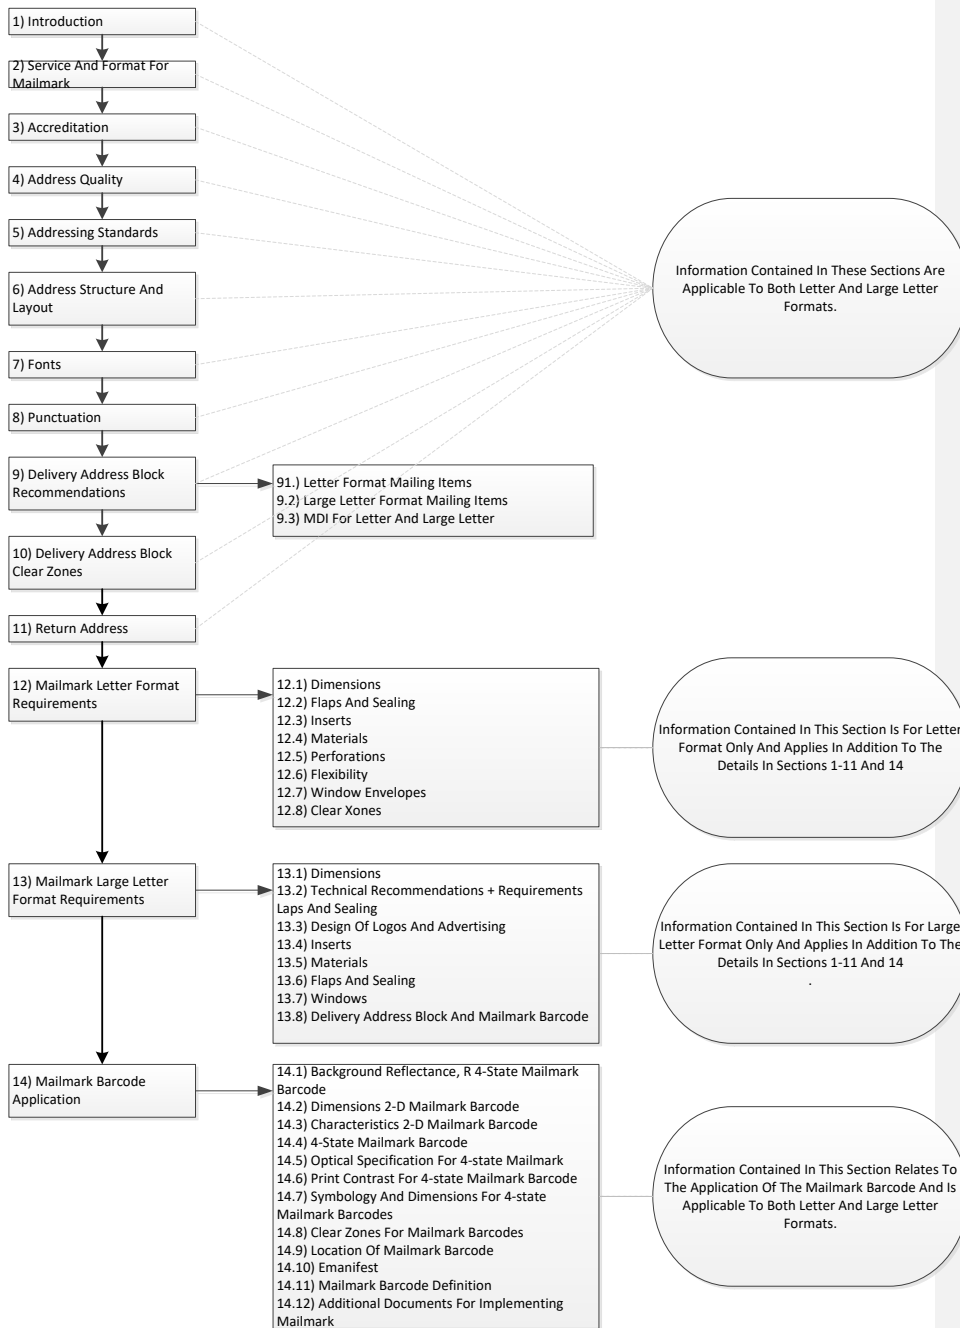 1) Introduction
2) Service And Format For
Mailmark
3) Accreditation
4) Address Quality
5) Addressing Standards
6) Address Structure And
Layout
7) Fonts
8) Punctuation
9) Delivery Address Block
Recommendations
10) Delivery Address Block
Clear Zones
11) Return Address
Information Contained In These Sections Are
Applicable To Both Letter And Large Letter
Formats.
91.) Letter Format Mailing Items
9.2) Large Letter Format Mailing Items
9.3) MDI For Letter And Large Letter
12) Mailmark Letter Format
Requirements
12.1) Dimensions
12.2) Flaps And Sealing
12.3) Inserts
12.4) Materials
12.5) Perforations
12.6) Flexibility
12.7) Window Envelopes
12.8) Clear Xones
Information Contained In This Section Is For Letter
Format Only And Applies In Addition To The
Details In Sections 1-11 And 14
13) Mailmark Large Letter
Format Requirements
13.1) Dimensions
13.2) Technical Recommendations + Requirements
Laps And Sealing
13.3) Design Of Logos And Advertising
13.4) Inserts
13.5) Materials
13.6) Flaps And Sealing
13.7) Windows
13.8) Delivery Address Block And Mailmark Barcode
Information Contained In This Section Is For Large
Letter Format Only And Applies In Addition To The
Details In Sections 1-11 And 14
.
14) Mailmark Barcode
Application
14.1) Background Reflectance, R 4-State Mailmark
Barcode
14.2) Dimensions 2-D Mailmark Barcode
14.3) Characteristics 2-D Mailmark Barcode
14.4) 4-State Mailmark Barcode
14.5) Optical Specification For 4-state Mailmark
14.6) Print Contrast For 4-state Mailmark Barcode
14.7) Symbology And Dimensions For 4-state
Mailmark Barcodes
14.8) Clear Zones For Mailmark Barcodes
14.9) Location Of Mailmark Barcode
14.10) Emanifest
14.11) Mailmark Barcode Definition
14.12) Additional Documents For Implementing
Mailmark
Information Contained In This Section Relates To
The Application Of The Mailmark Barcode And Is
Applicable To Both Letter And Large Letter
Formats.